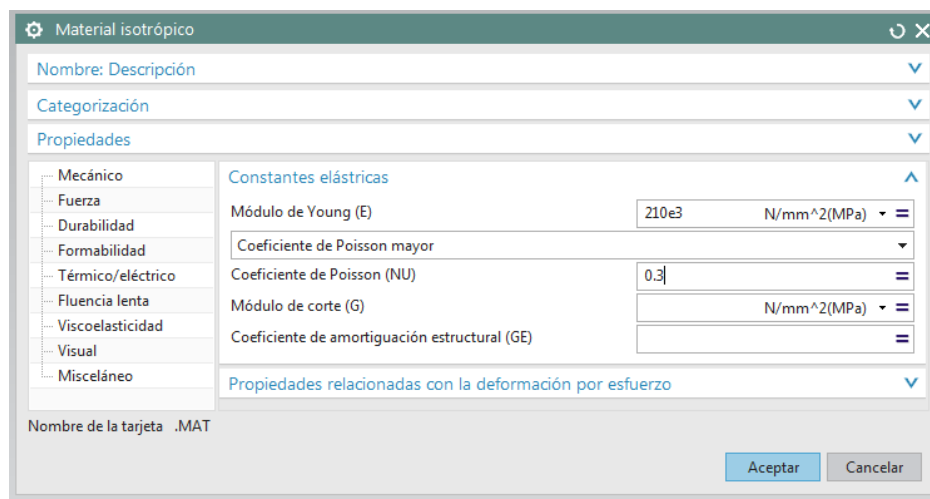 Material isotrópico
Nombre: Descripción
Categorización
Propiedades
Mecánico
Fuerza
Durabilidad
Formabilidad
Térmico/eléctrico
Fluencia lenta
Viscoelasticidad
Visual
Misceláneo
Constantes elásticas
Módulo de Young (E) 210e3 N/mm^2(MPa) =
Coeficiente de Poisson mayor
Coeficiente de Poisson (NU) 0.3 =
Módulo de corte (G) N/mm^2(MPa) =
Coeficiente de amortiguación estructural (GE) =
Propiedades relacionadas con la deformación por esfuerzo
Nombre de la tarjeta .MAT
Aceptar Cancelar